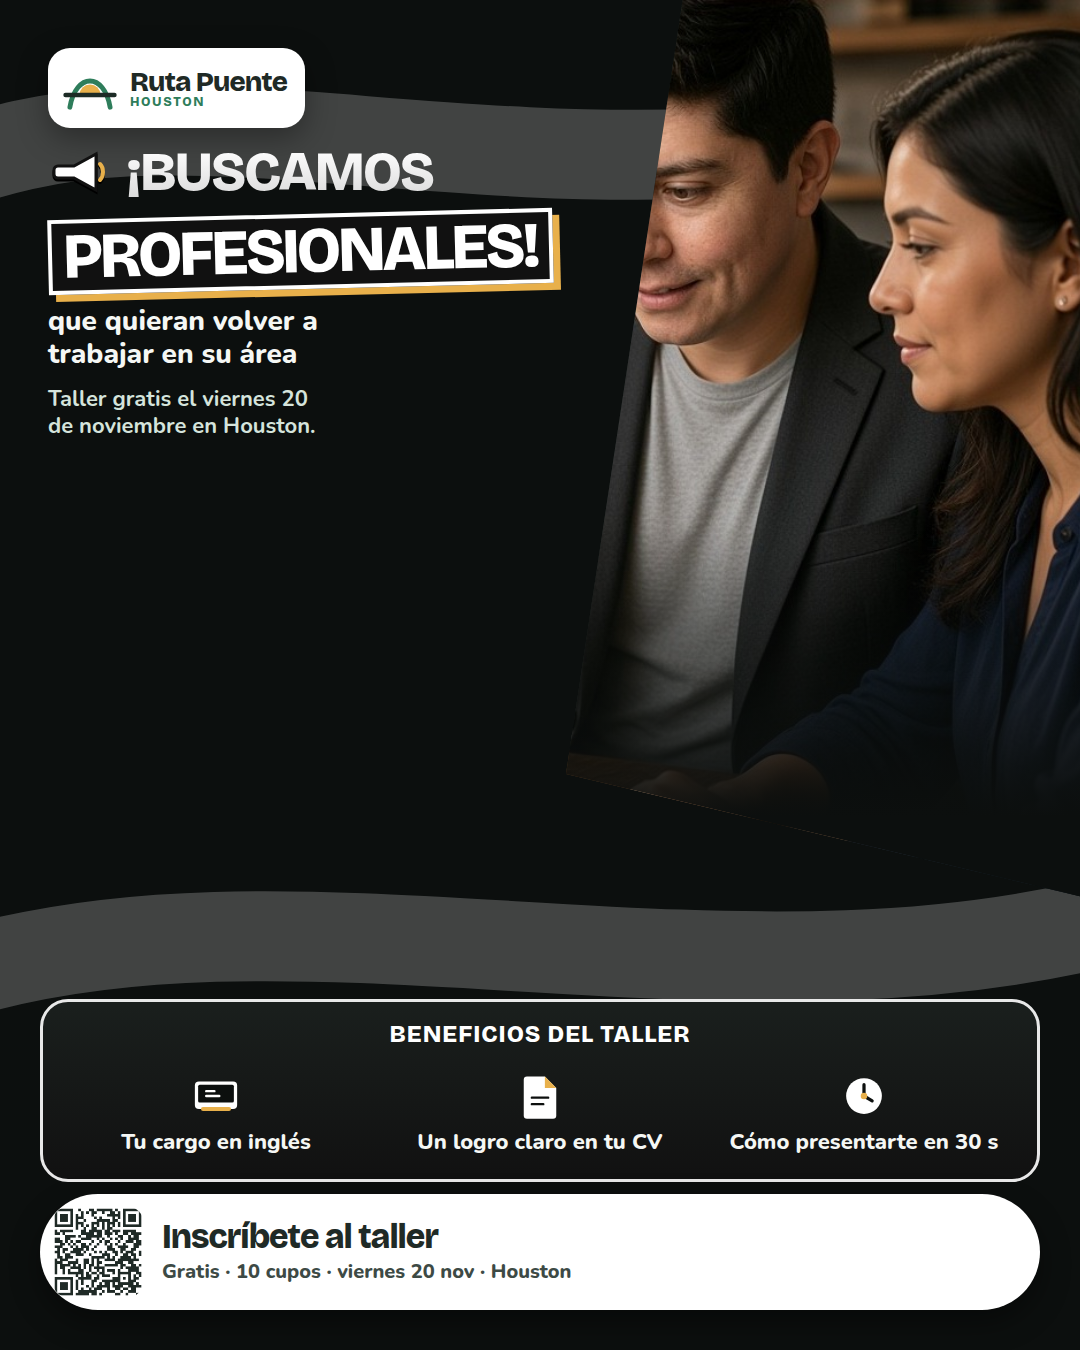 Ruta Puente
HOUSTON
¡BUSCAMOS
PROFESIONALES!
que quieran volver a
trabajar en su área
Taller gratis el viernes 20
de noviembre en Houston.
BENEFICIOS DEL TALLER
Tu cargo en inglés
Un logro claro en tu CV
Cómo presentarte en 30 s
Inscríbete al taller
Gratis · 10 cupos · viernes 20 nov · Houston